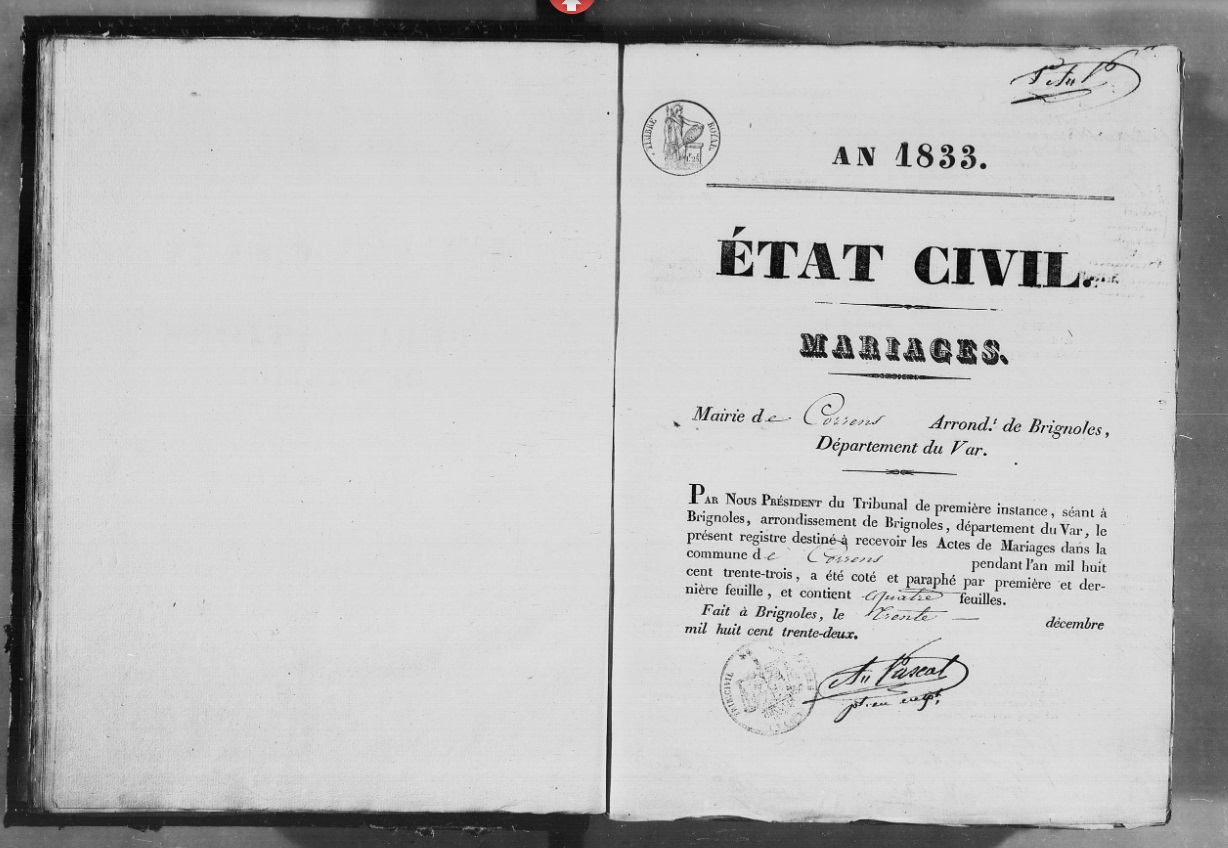 TIMBRE ROYAL
AN 1833.
ÉTAT CIVIL.
MARIAGES.
Mairie de Correns Arrond.t de Brignoles,
Département du Var.
PAR NOUS PRÉSIDENT du Tribunal de première instance, séant à
Brignoles, arrondissement de Brignoles, département du Var, le
présent registre destiné à recevoir les Actes de Mariages dans la
commune de Correns pendant l'an mil huit
cent trente-trois, a été coté et paraphé par première et der-
nière feuille, et contient quatre feuilles.
Fait à Brignoles, le trente décembre
mil huit cent trente-deux.
Pascal